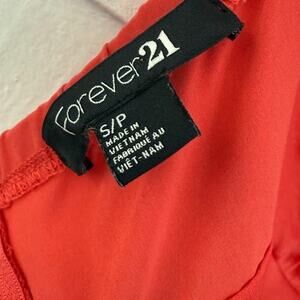 Forever21
S/P
MADE IN
VIETNAM
FABRIQUÉ AU
VIÊT-NAM